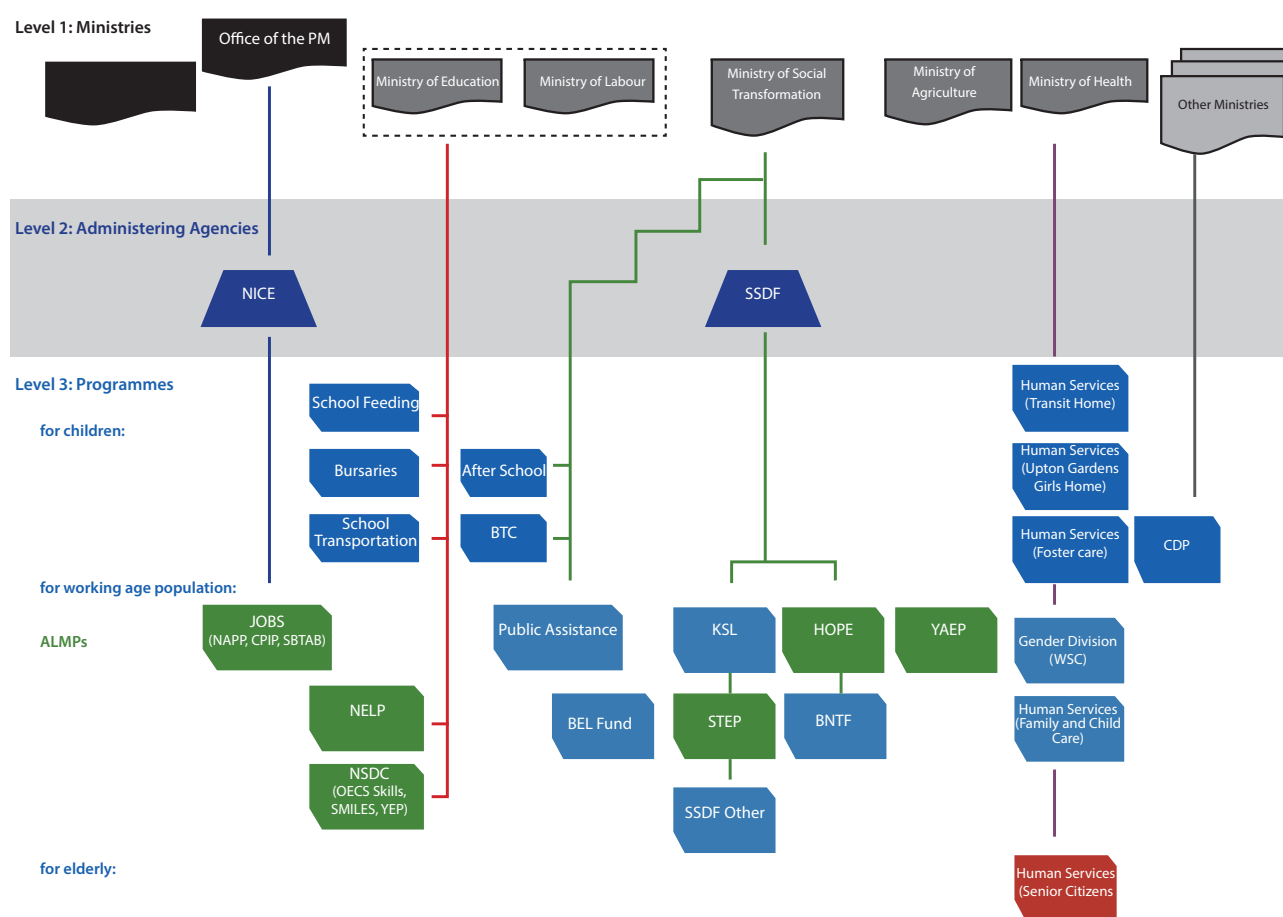 Level 1: Ministries
Office of the PM
Ministry of Education
Ministry of Labour
Ministry of Social
Transformation
Ministry of
Agriculture
Ministry of Health
Other Ministries
Level 2: Administering Agencies
NICE
SSDF
Level 3: Programmes
for children:
School Feeding
Bursaries
School
Transportation
After School
BTC
Human Services
(Transit Home)
Human Services
(Upton Gardens
Girls Home)
Human Services
(Foster care)
CDP
for working age population:
ALMPs
JOBS
(NAPP, CPIP, SBTAB)
Public Assistance
KSL
HOPE
YAEP
Gender Division
(WSC)
NELP
BEL Fund
STEP
BNTF
Human Services
(Family and Child
Care)
NSDC
(OECS Skills,
SMILES, YEP)
SSDF Other
for elderly:
Human Services
(Senior Citizens